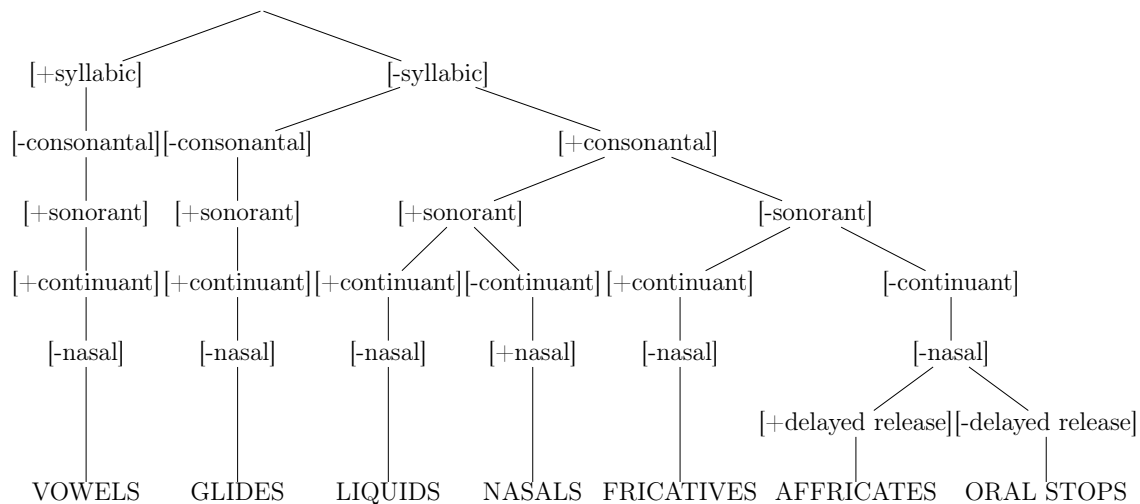 [+syllabic] [-syllabic]
[-consonantal] [-consonantal] [+consonantal]
[+sonorant] [+sonorant] [+sonorant] [-sonorant]
[+continuant] [+continuant] [+continuant] [-continuant] [+continuant] [-continuant]
[-nasal] [-nasal] [-nasal] [+nasal] [-nasal] [-nasal]
[+delayed release] [-delayed release]
VOWELS GLIDES LIQUIDS NASALS FRICATIVES AFFRICATES ORAL STOPS